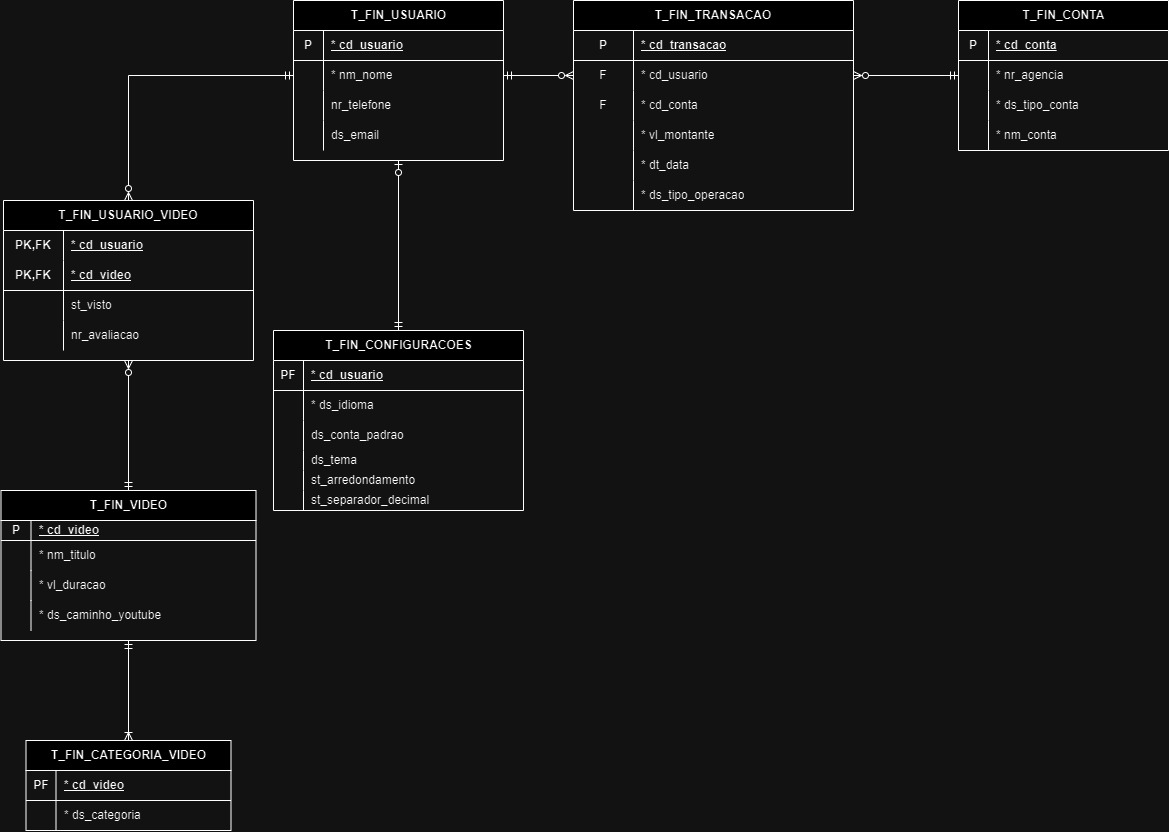 T_FIN_USUARIO
P * cd_usuario
* nm_nome
nr_telefone
ds_email
T_FIN_TRANSACAO
P * cd_transacao
F * cd_usuario
F * cd_conta
* vl_montante
* dt_data
* ds_tipo_operacao
T_FIN_CONTA
P * cd_conta
* nr_agencia
* ds_tipo_conta
* nm_conta
T_FIN_USUARIO_VIDEO
PK,FK * cd_usuario
PK,FK * cd_video
st_visto
nr_avaliacao
T_FIN_CONFIGURACOES
PF * cd_usuario
* ds_idioma
ds_conta_padrao
ds_tema
st_arredondamento
st_separador_decimal
T_FIN_VIDEO
P * cd_video
* nm_titulo
* vl_duracao
* ds_caminho_youtube
T_FIN_CATEGORIA_VIDEO
PF * cd_video
* ds_categoria